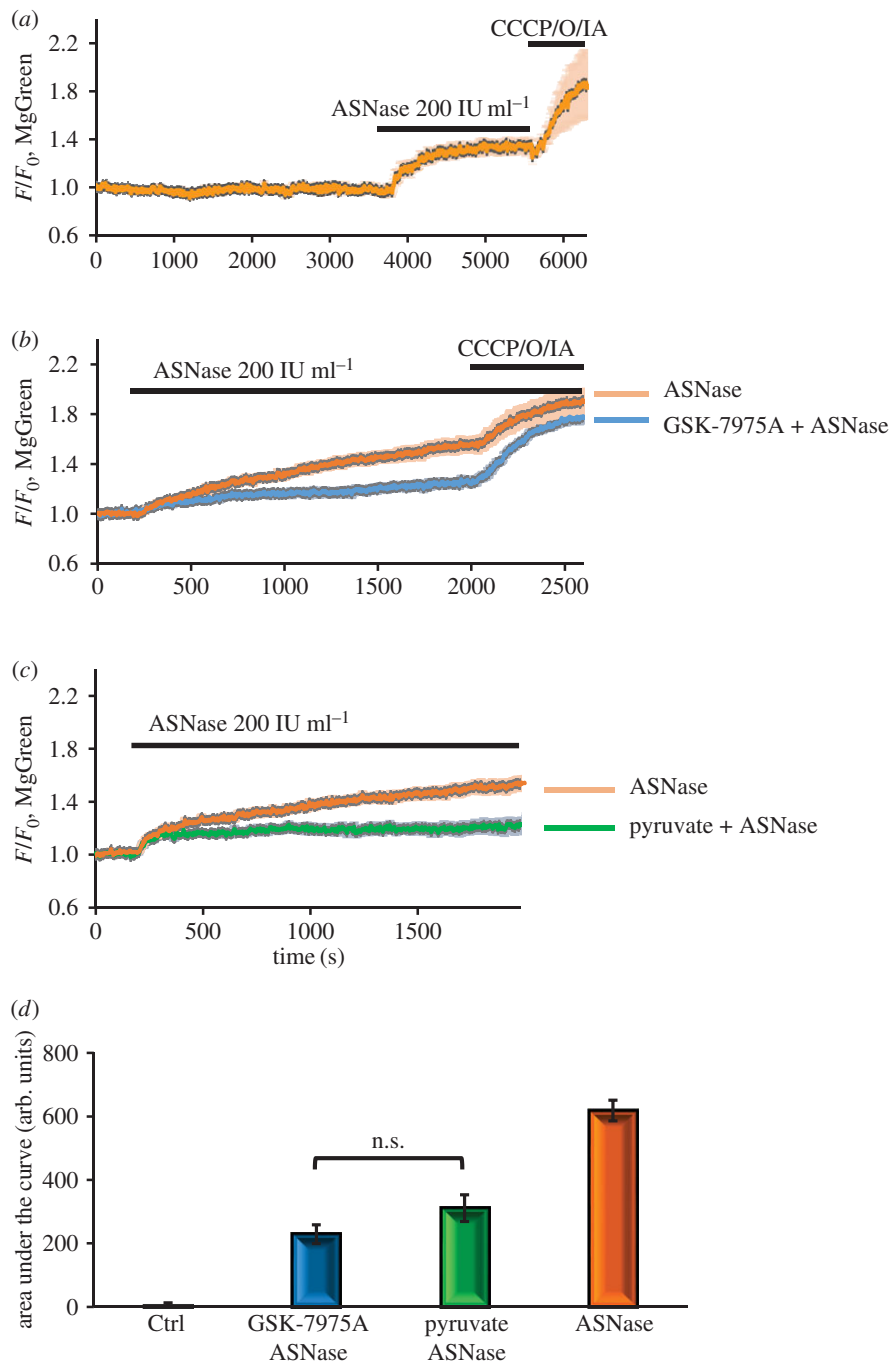 (a)
CCCP/O/IA
2.2
1.8
ASNase 200 IU ml⁻¹
1.4
1.0
0.6
F/F₀, MgGreen
0 1000 2000 3000 4000 5000 6000
(b)
2.2
CCCP/O/IA
ASNase 200 IU ml⁻¹
ASNase
1.8
GSK-7975A + ASNase
1.4
1.0
0.6
F/F₀, MgGreen
0 500 1000 1500 2000 2500
(c)
2.2
ASNase 200 IU ml⁻¹
1.8
ASNase
1.4
pyruvate + ASNase
1.0
0.6
F/F₀, MgGreen
0 500 1000 1500
time (s)
(d)
800
600
n.s.
400
200
0
area under the curve (arb. units)
Ctrl GSK-7975A pyruvate ASNase
ASNase ASNase